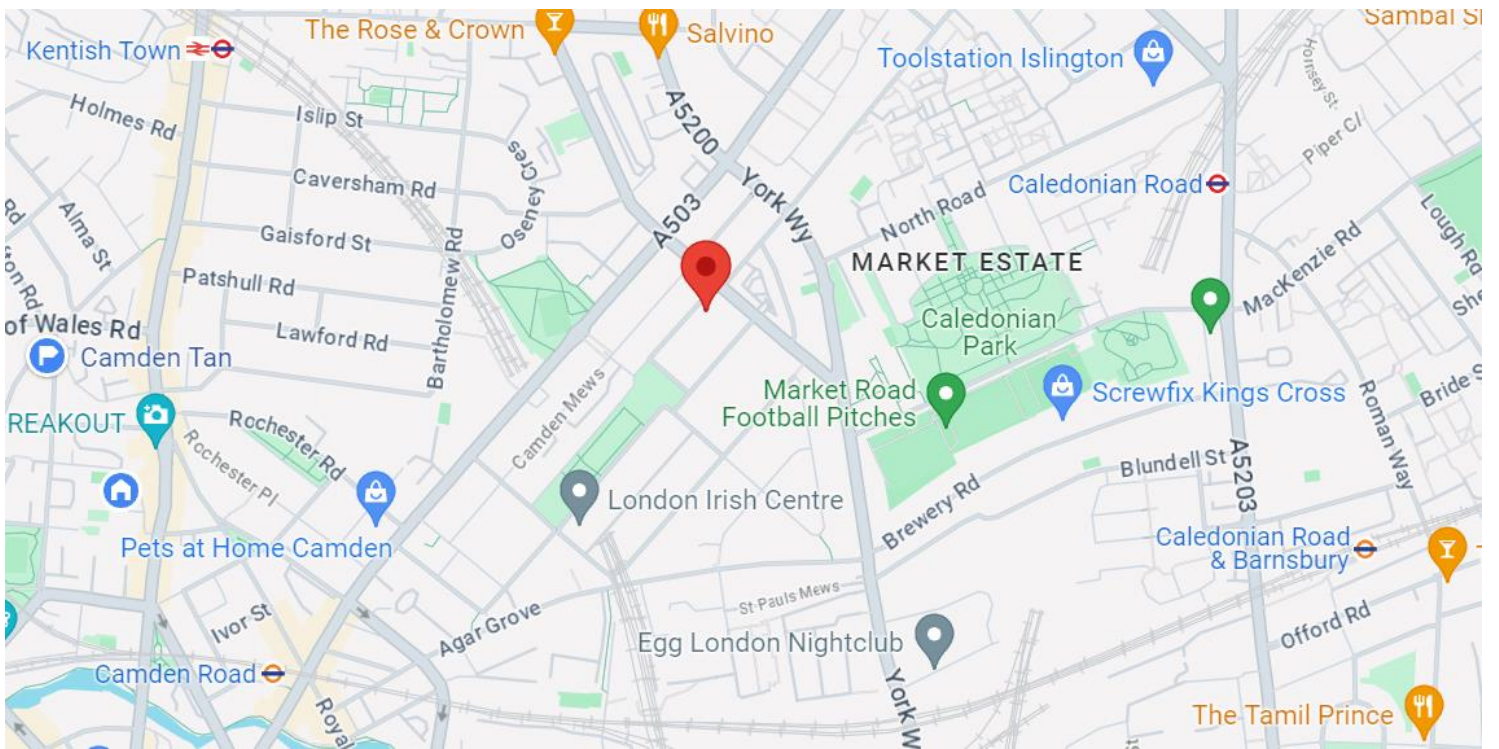 Sambal S
The Rose & Crown
Salvino
Kentish Town
Toolstation Islington
Hornsey St
Holmes Rd
Islip St
A5200
Piper Cl
Oseney Cres
Caversham Rd
York Wy
Caledonian Road
Alma St
A503
North Road
Lough Rd
Gaisford St
Bartholomew Rd
MARKET ESTATE
MacKenzie Rd
Patshull Rd
Caledonian
Park
of Wales Rd
Lawford Rd
Camden Tan
Camden Mews
Market Road
Football Pitches
Screwfix Kings Cross
Roman Way
Bride S
REAKOUT
Rochester Rd
Rochester Pl
A5203
Blundell St
London Irish Centre
Brewery Rd
Pets at Home Camden
Caledonian Road
& Barnsbury
St Pauls Mews
Ivor St
Agar Grove
Offord Rd
Egg London Nightclub
Camden Road
York W
Royal
The Tamil Prince